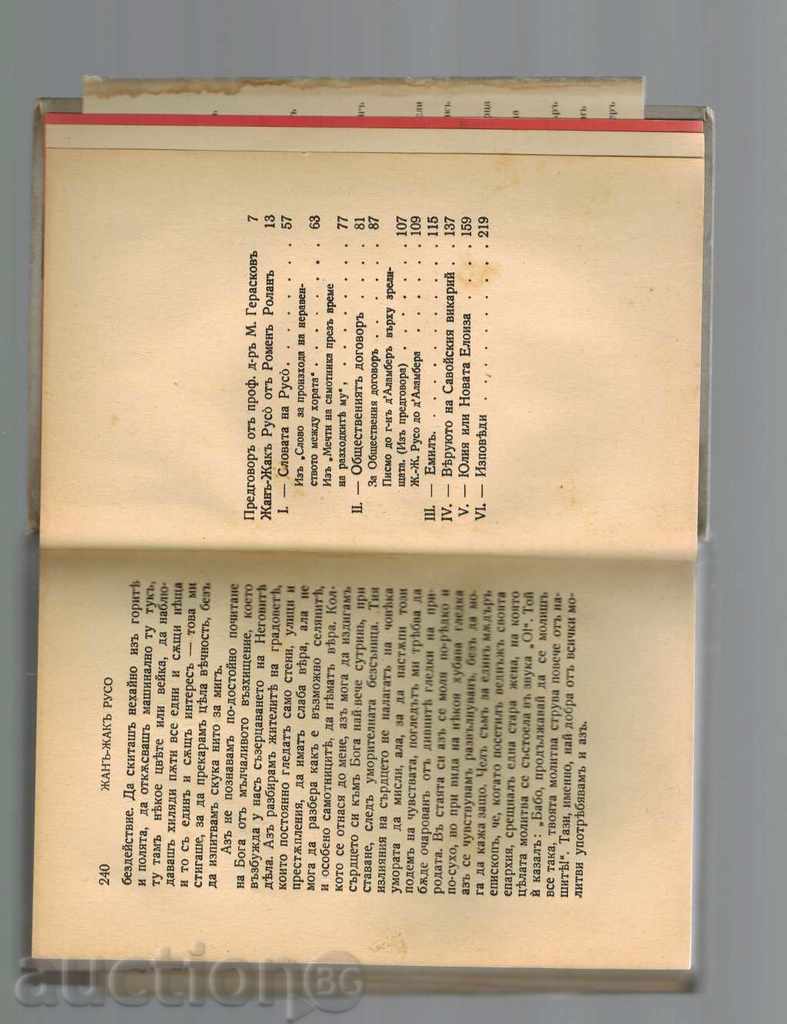 240 ЖАНЪ-ЖАКЪ РУСО
бездействие. Да скиташъ нехайно изъ горитѣ
и полята, да откѫсвашъ машинално ту тукъ,
ту тамъ нѣкое цвѣте или вейка, да наблю-
давашъ хиляди пѫти все едни и сѫщи нѣща
и то съ единъ и сѫщъ интересъ — това ми
стигаше, за да прекарамъ цѣла вѣчность, безъ
да изпитвамъ скука нито за мигъ.
Азъ не познавамъ по-достойно почитане
на Бога отъ мълчаливото възхищение, което
възбужда у насъ съзерцаването на Неговитѣ
дѣла. Азъ разбирамъ жителитѣ на градоветѣ,
които постоянно гледатъ само стени, улици и
престѫпления, да иматъ слаба вѣра, ала не
мога да разбера какъ е възможно селянитѣ,
и особено самотницитѣ, да нѣматъ вѣра. Кол-
кото се отнася до мене, азъ мога да издигамъ
сърдцето си къмъ Бога най-вече сутринь, при
ставане, следъ уморителната безсъница. Тия
излияния на сърдцето не налагатъ на човѣка
умората да мисли, ала, за да настѫпи този
подемъ на чувствата, погледътъ ми трѣбва да
бѫде очарованъ отъ дивнитѣ гледки на при-
родата. Въ стаята си азъ се моля по-рѣдко и
по-сухо, но при вида на нѣкоя хубава гледка
азъ се чувствувамъ развълнуванъ, безъ да мо-
га да кажа защо. Челъ съмъ за единъ мѫдъръ
епископъ, че, когато посетилъ веднъжъ своята
епархия, срещналъ една стара жена, на която
цѣлата молитва се състоела въ звука „О!“. Той
ѝ казалъ: „Бабо, продължавай да се молишъ
все така, твоята молитва струва повече отъ на-
шитѣ!“ Тази, именно, най добра отъ всички мо-
литви употрѣбявамъ и азъ.
Предговоръ отъ проф. д-ръ М. Герасковъ 7
Жанъ-Жакъ Русо̀ отъ Роменъ Роланъ 13
I. — Словата на Русо̀ . . . . . . . . 57
Изъ „Слово за произхода на неравен-
ството между хората“ . . . . . . . 63
Изъ „Мечти на самотника презъ време
на разходкитѣ му“, . . . . . . . 77
II. — Обществениятъ договоръ . . . . 81
За Обществения договоръ . . . . . 87
Писмо до г-нъ д'Аламберъ върху зрели-
щата. (Изъ предговора) . . . . . . 107
Ж.-Ж. Русо до д'Аламбера . . . . . 109
III. — Емилъ. . . . . . . . . . . 115
IV. — Вѣрую̀то на Савойския викарий . . 137
V. — Юлия или Новата Елоиза . . . . 159
VI. — Изповѣди . . . . . . . . . . 219
auctionBG